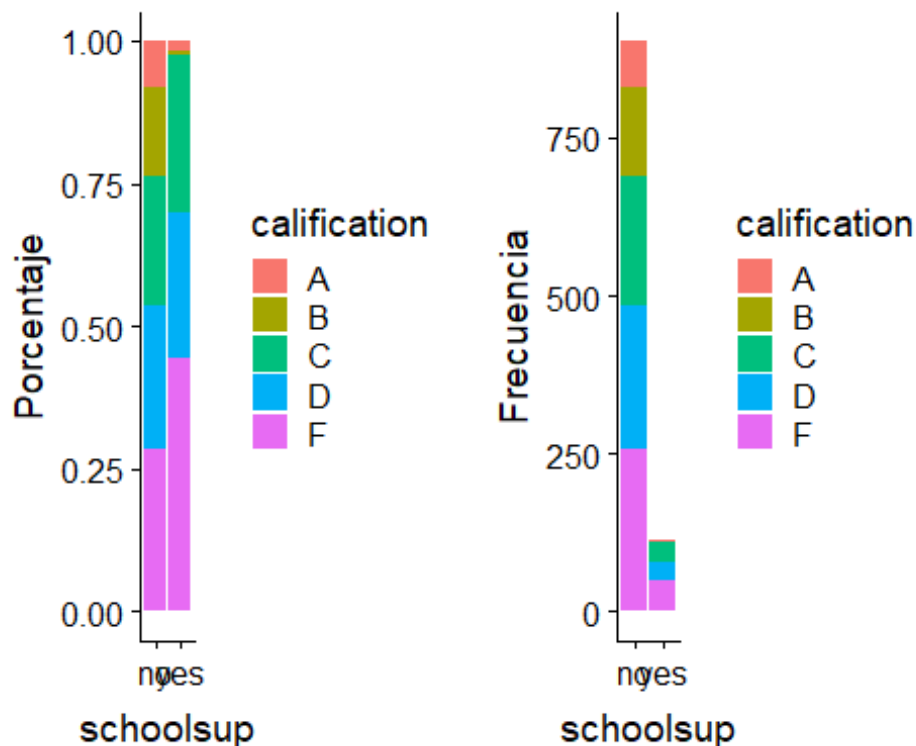 Porcentaje
1.00
0.75
0.50
0.25
0.00
no
yes
schoolsup
calification
A
B
C
D
F
Frecuencia
750
500
250
0
no
yes
schoolsup
calification
A
B
C
D
F